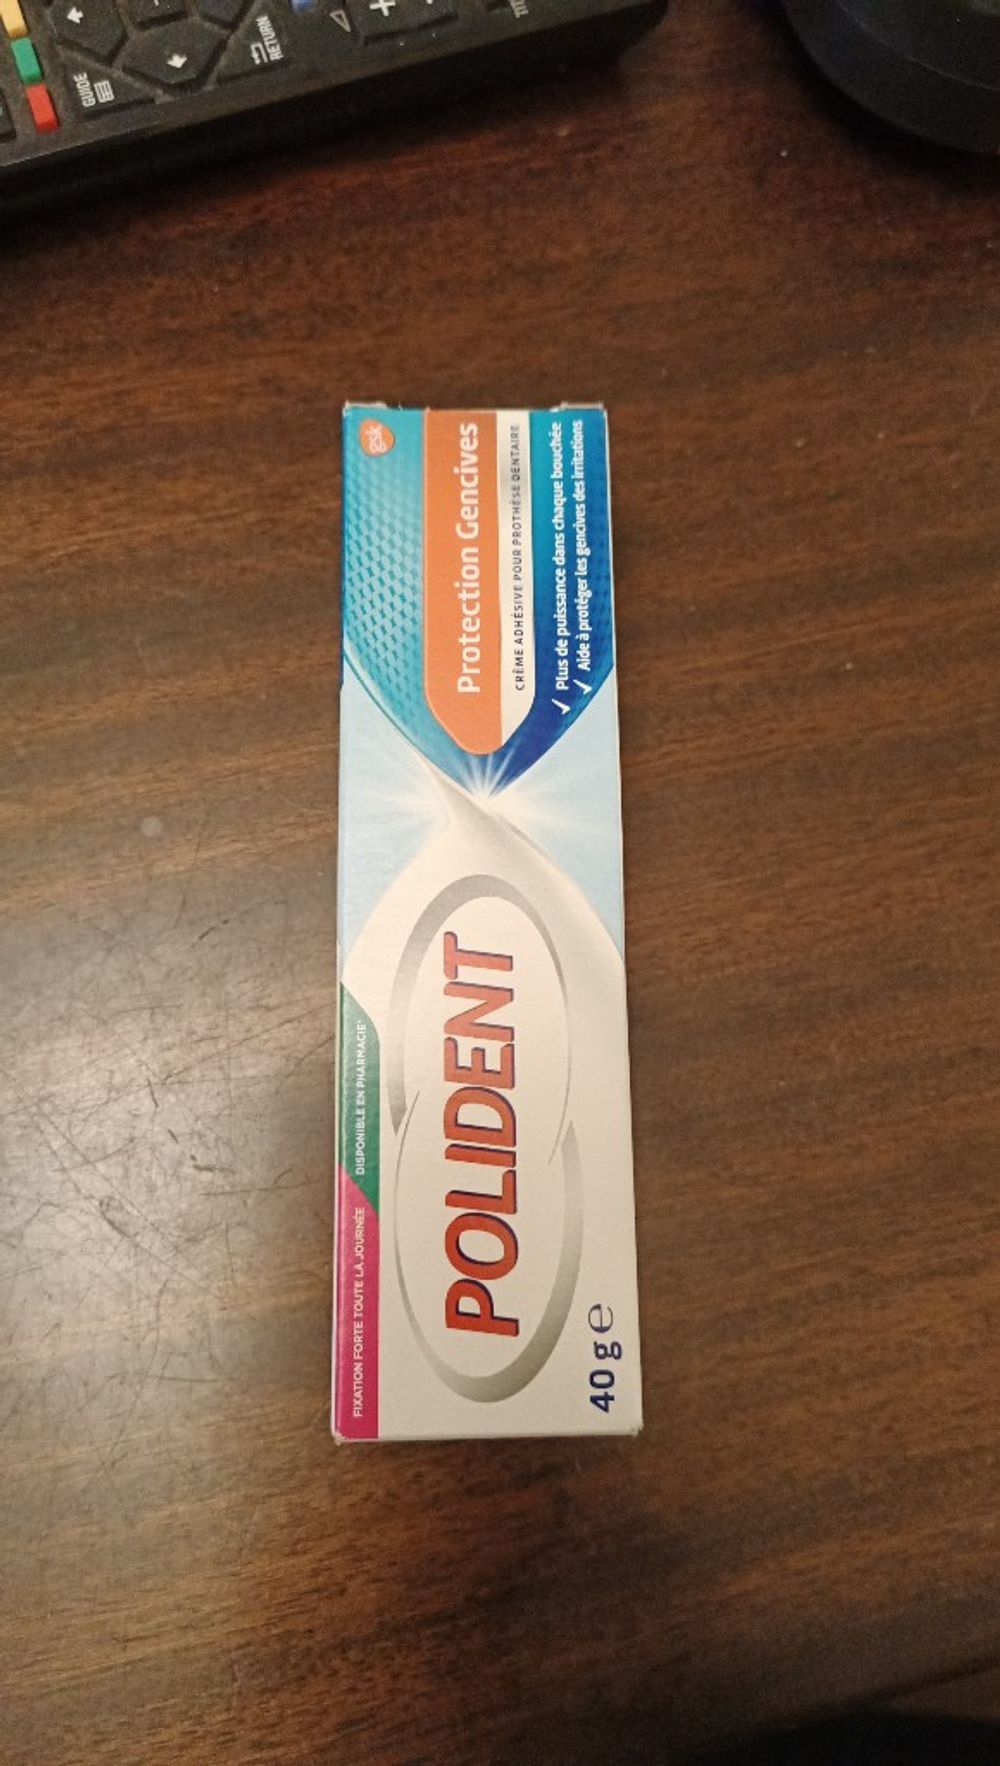 GUIDE
RETURN
gsk
FIXATION FORTE TOUTE LA JOURNÉE
DISPONIBLE EN PHARMACIE*
POLIDENT
40 g e
Protection Gencives
CRÈME ADHÉSIVE POUR PROTHÈSE DENTAIRE
✓ Plus de puissance dans chaque bouchée
✓ Aide à protéger les gencives des irritations